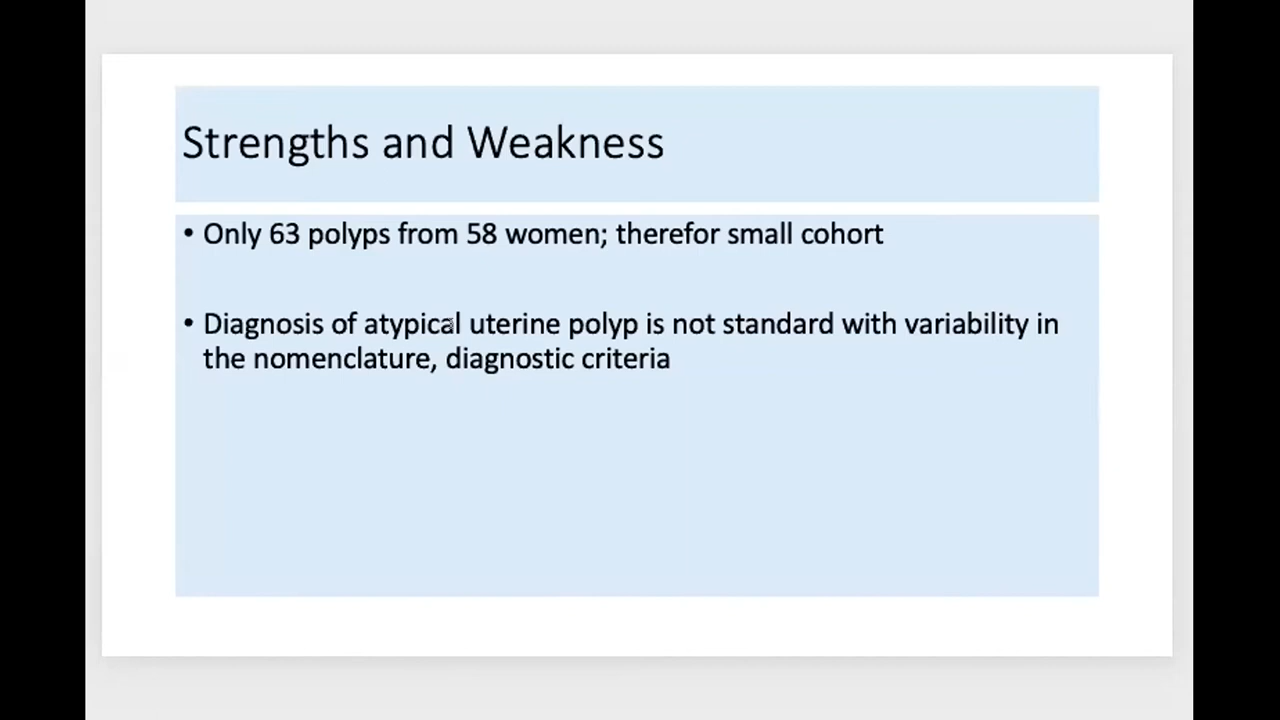 Strengths and Weakness
• Only 63 polyps from 58 women; therefor small cohort
• Diagnosis of atypical uterine polyp is not standard with variability in
the nomenclature, diagnostic criteria